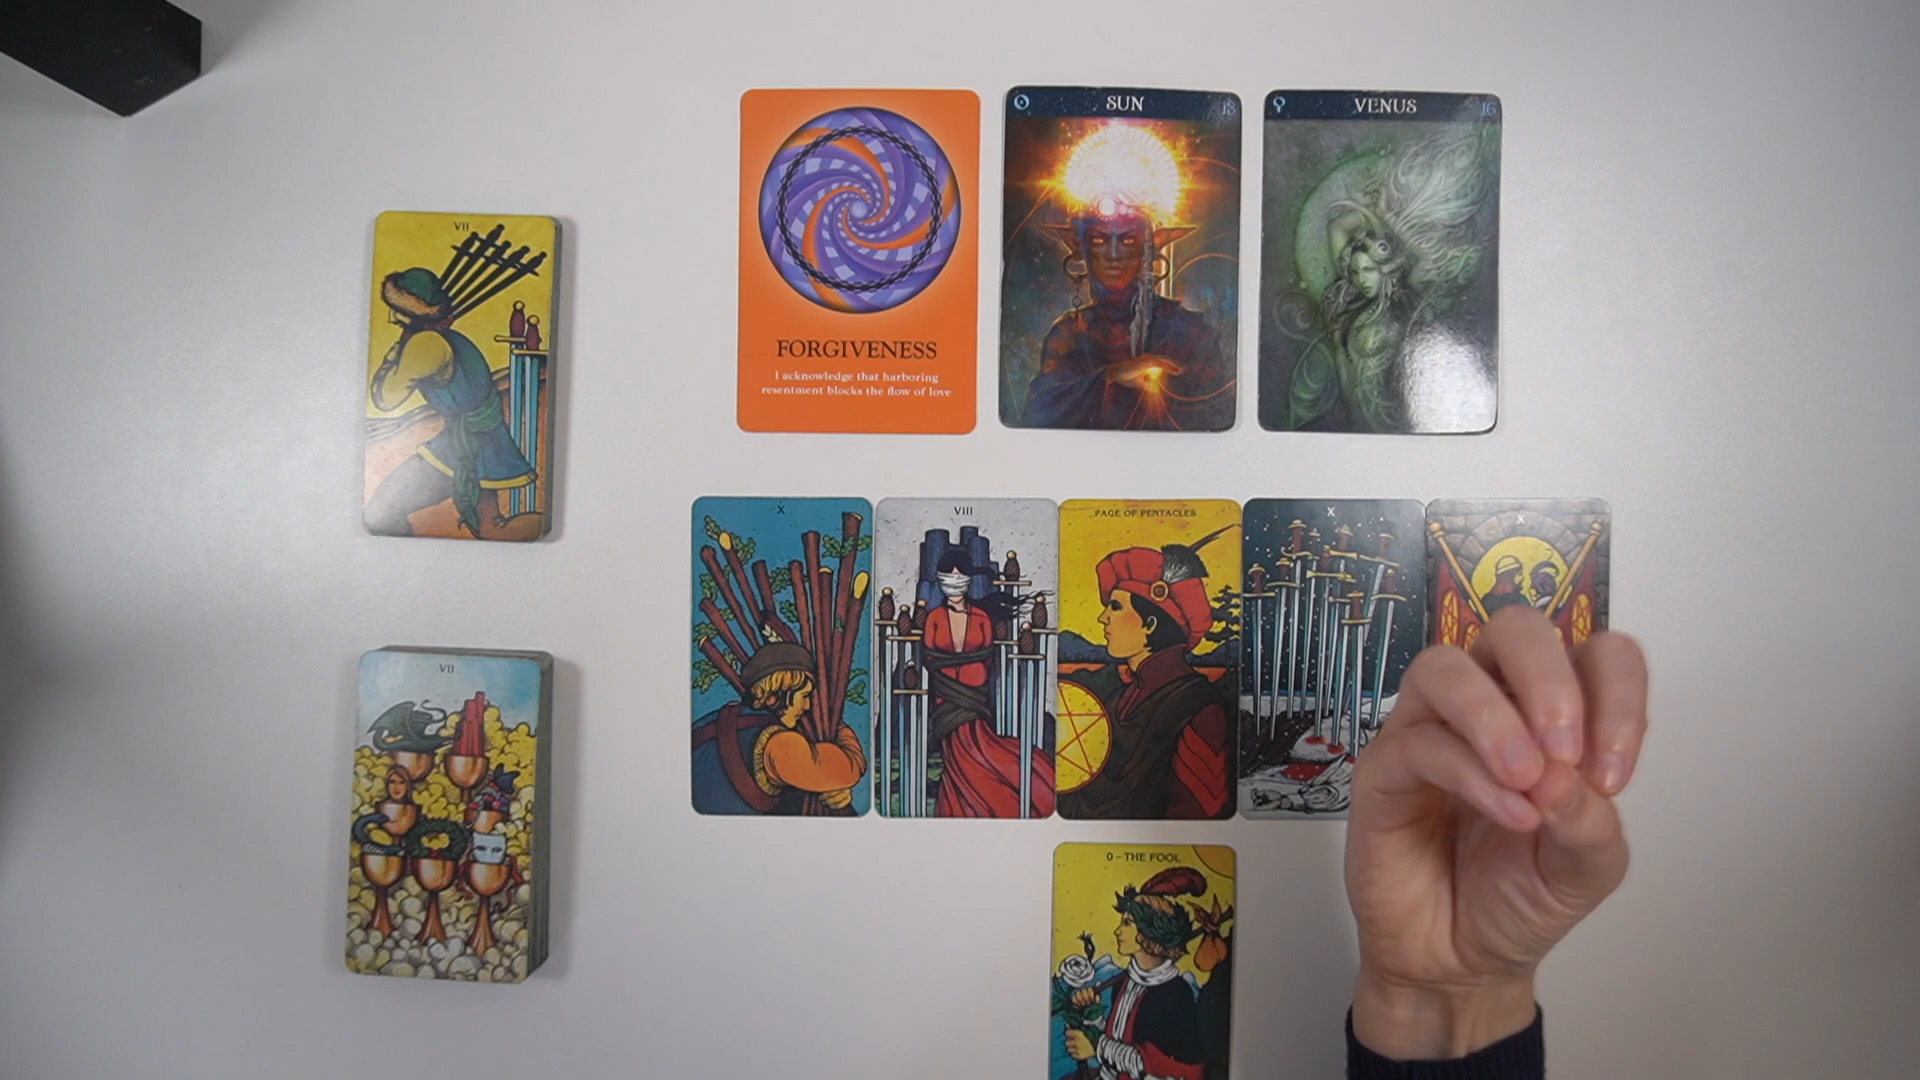 VII
FORGIVENESS
I acknowledge that harboring
resentment blocks the flow of love
SUN
13
VENUS
16
VII
X
VIII
PAGE OF PENTACLES
X
X
0 – THE FOOL